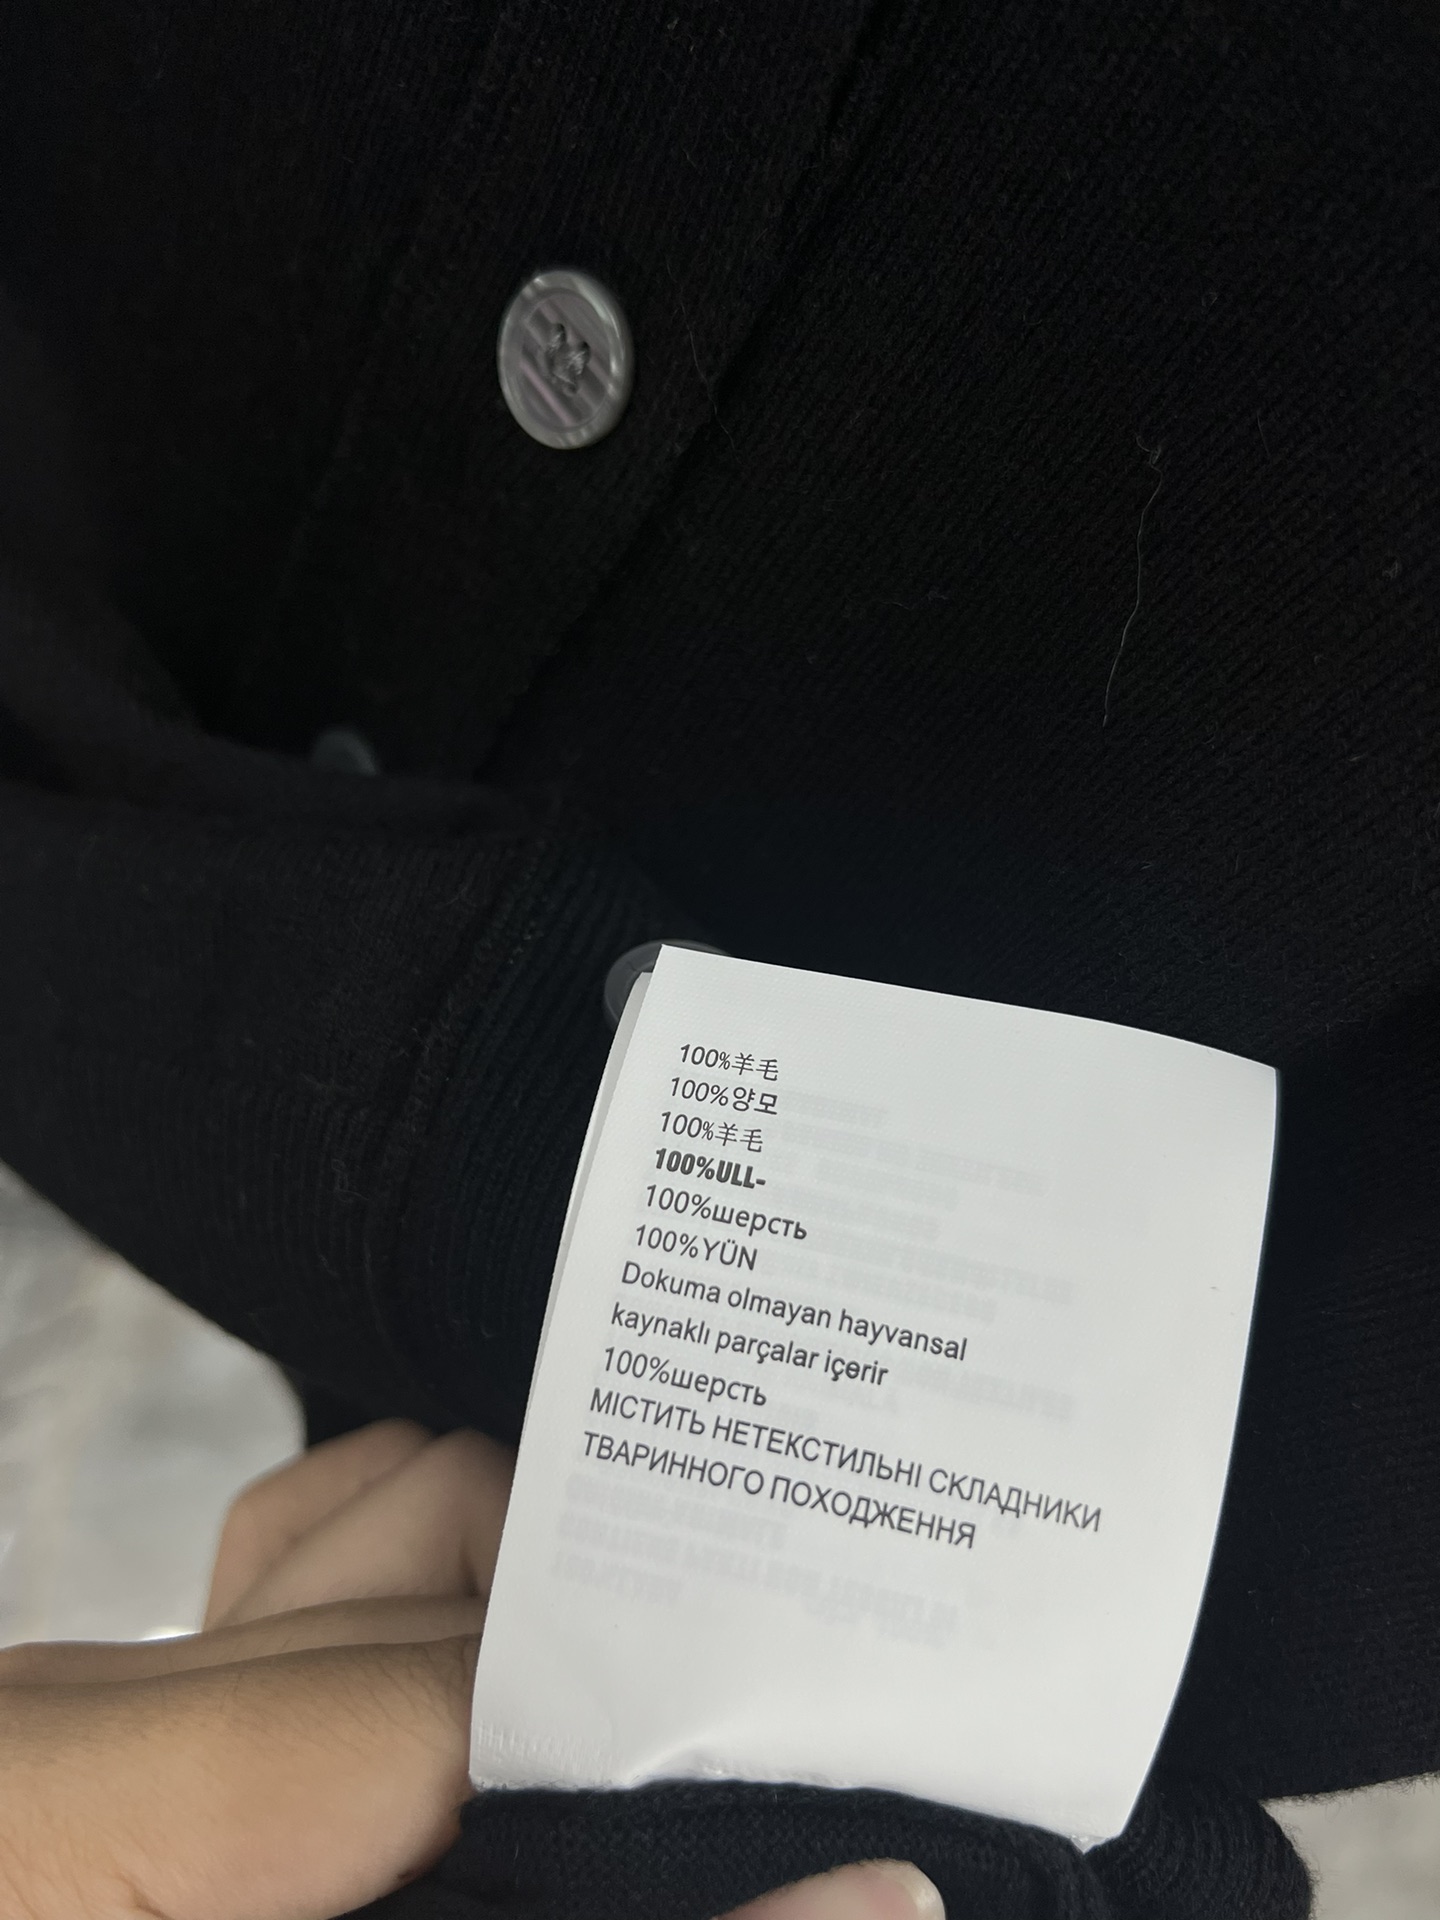 100%羊毛
100%양모
100%羊毛
100%ULL-
100%шерсть
100%YÜN
Dokuma olmayan hayvansal
kaynaklı parçalar içerir
100%шерсть
МІСТИТЬ НЕТЕКСТИЛЬНІ СКЛАДНИКИ
ТВАРИННОГО ПОХОДЖЕННЯ